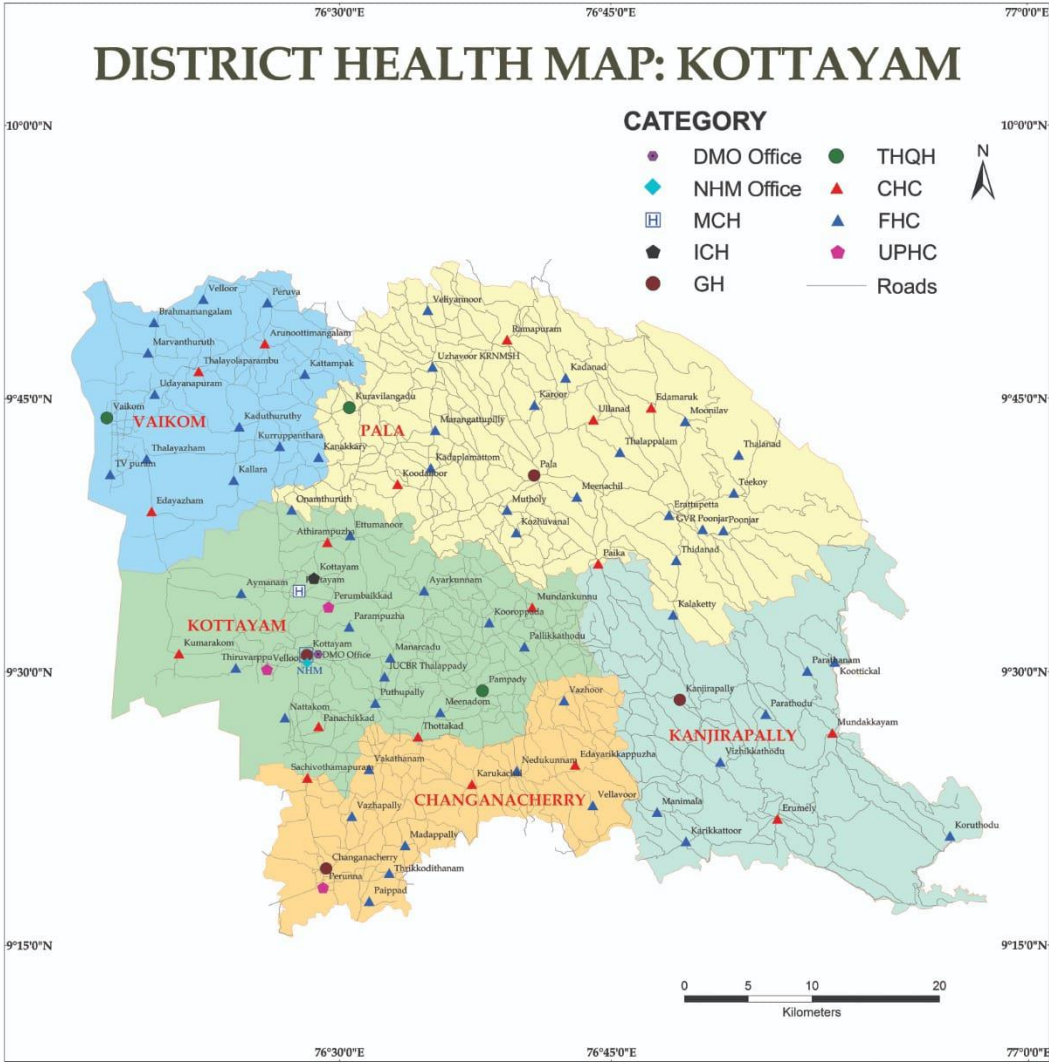 76°30'0"E
76°45'0"E
77°0'0"E
DISTRICT HEALTH MAP: KOTTAYAM
10°0'0"N
10°0'0"N
CATEGORY
DMO Office
THQH
NHM Office
CHC
MCH
FHC
ICH
UPHC
GH
Roads
N
Velloor
Peruva
Brahmamangalam
Veliyannoor
Arunoottimangalam
Ramapuram
Marvanthuruth
Thalayolaparambu
Uzhavoor KRNMSH
Kattampak
Kadanad
Udayanapuram
9°45'0"N
9°45'0"N
Vaikom
VAIKOM
Kuravilangadu
Karoor
Edamaruk
Ullanad
Moonilav
Kaduthuruthy
PALA
Marangattupilly
Kurruppanthara
Thalappalam
Thalanad
Thalayazham
Kanakkary
Kadaplamattom
TV puram
Kallara
Koodalloor
Pala
Meenachil
Teekoy
Edayazham
Onamthuruth
Mutholy
Erattupetta
Kozhuvanal
GVR Poonjar
Poonjar
Athirampuzha
Ettumanoor
Paika
Thidanad
Kottayam
Kottayam
Aymanam
Ayarkunnam
Perumbaikkad
Mundankunnu
Kalaketty
KOTTAYAM
Parampuzha
Kooroppada
Kumarakom
Kottayam
Manarcadu
Pallikkathodu
Thiruvarppu
Velloor
DMO Office
NHM
JUCBR Thalappady
Parathanam
Koottickal
9°30'0"N
9°30'0"N
Pampady
Vazhoor
Kanjirapally
Puthupally
Meenadom
Nattakom
Panachikkad
Parathodu
Thottakad
KANJIRAPALLY
Mundakkayam
Sachivothamapuram
Vakathanam
Nedukunnam
Edayarikkappuzha
Vizhikkathodu
Karukachal
CHANGANACHERRY
Vellavoor
Manimala
Erumely
Vazhapally
Madappally
Karikkattoor
Koruthodu
Changanacherry
Perunna
Thrikkodithanam
Paippad
9°15'0"N
9°15'0"N
0 5 10 20
Kilometers
76°30'0"E
76°45'0"E
77°0'0"E